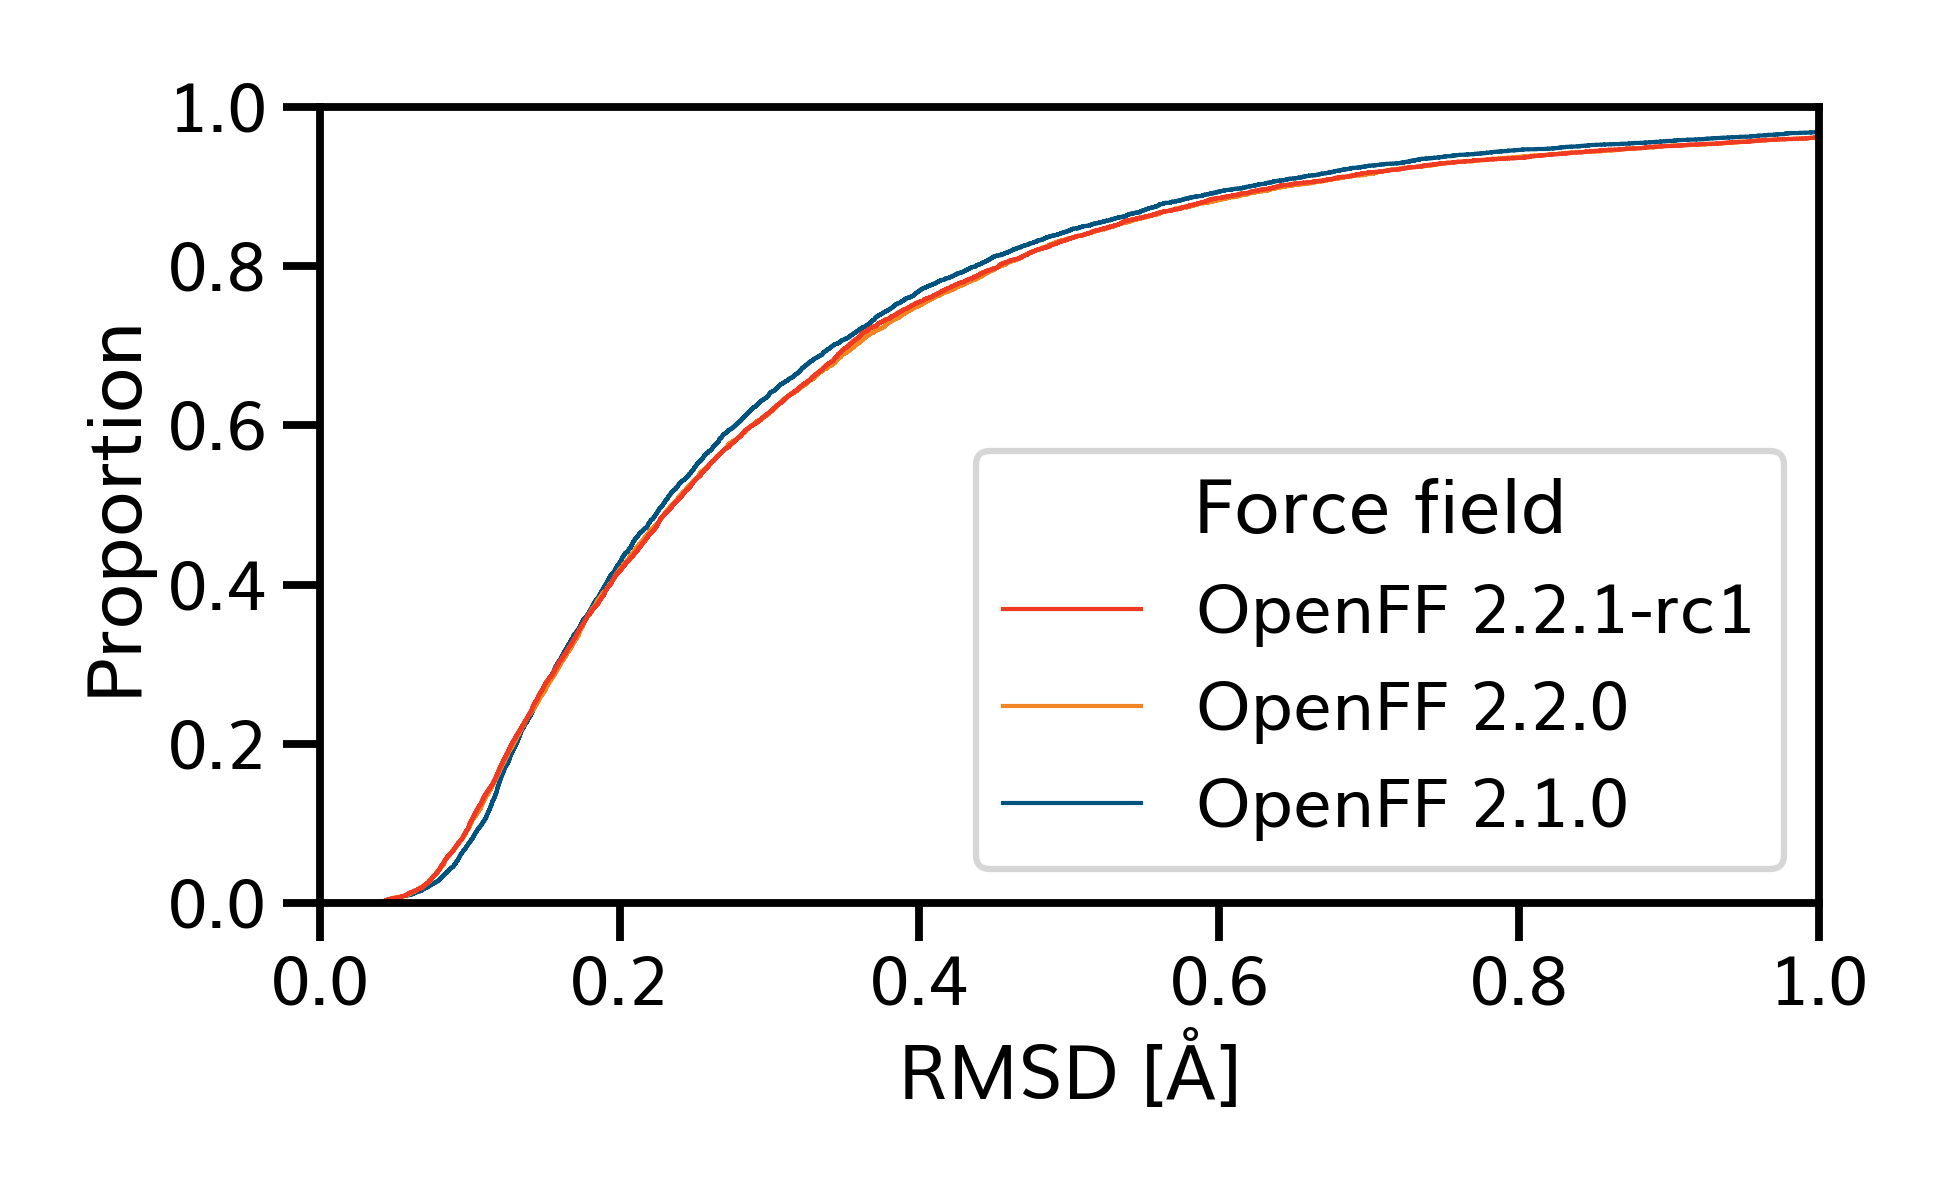 1.0
0.8
0.6
0.4
0.2
0.0
Proportion
0.0 0.2 0.4 0.6 0.8 1.0
RMSD [Å]
Force field
OpenFF 2.2.1-rc1
OpenFF 2.2.0
OpenFF 2.1.0